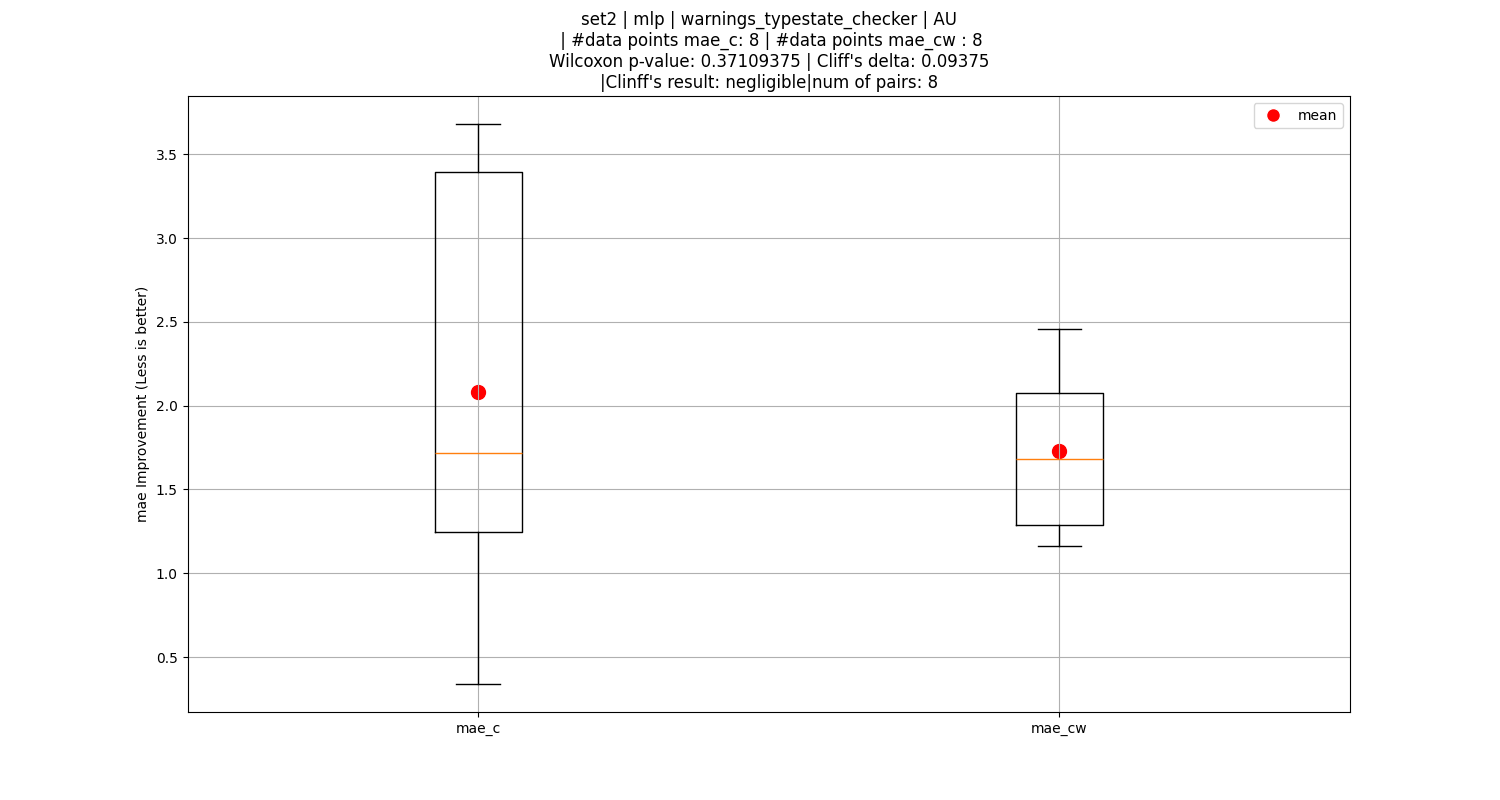 set2 | mlp | warnings_typestate_checker | AU
| #data points mae_c: 8 | #data points mae_cw : 8
Wilcoxon p-value: 0.37109375 | Cliff's delta: 0.09375
|Clinff's result: negligible|num of pairs: 8
mean
mae Improvement (Less is better)
3.5
3.0
2.5
2.0
1.5
1.0
0.5
mae_c
mae_cw